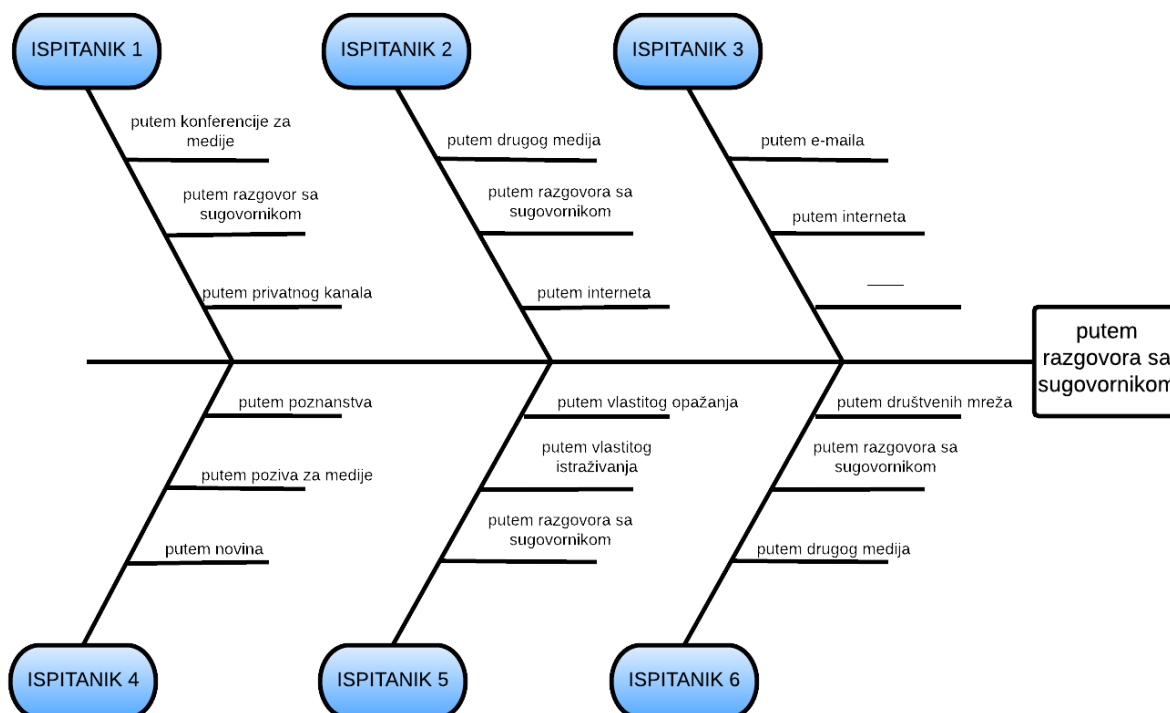 ISPITANIK 1
ISPITANIK 2
ISPITANIK 3
putem konferencije za
medije
putem razgovor sa
sugovornikom
putem privatnog kanala
putem drugog medija
putem razgovora sa
sugovornikom
putem interneta
putem e-maila
putem interneta
putem
razgovora sa
sugovornikom
putem poznanstva
putem poziva za medije
putem novina
putem vlastitog opažanja
putem vlastitog
istraživanja
putem razgovora sa
sugovornikom
putem društvenih mreža
putem razgovora sa
sugovornikom
putem drugog medija
ISPITANIK 4
ISPITANIK 5
ISPITANIK 6